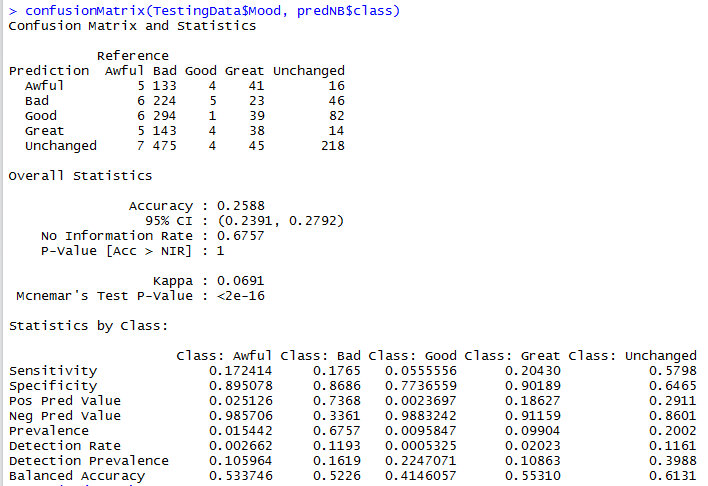 > confusionMatrix(TestingData$Mood, predNB$class)
Confusion Matrix and Statistics

          Reference
Prediction  Awful Bad Good Great Unchanged
  Awful         5 133    4    41        16
  Bad           6 224    5    23        46
  Good          6 294    1    39        82
  Great         5 143    4    38        14
  Unchanged     7 475    4    45       218

Overall Statistics

               Accuracy : 0.2588
                 95% CI : (0.2391, 0.2792)
    No Information Rate : 0.6757
    P-Value [Acc > NIR] : 1

                  Kappa : 0.0691
 Mcnemar's Test P-Value : <2e-16

Statistics by Class:

                     Class: Awful Class: Bad Class: Good Class: Great Class: Unchanged
Sensitivity              0.172414     0.1765   0.0555556      0.20430           0.5798
Specificity              0.895078     0.8686   0.7736559      0.90189           0.6465
Pos Pred Value           0.025126     0.7368   0.0023697      0.18627           0.2911
Neg Pred Value           0.985706     0.3361   0.9883242      0.91159           0.8601
Prevalence               0.015442     0.6757   0.0095847      0.09904           0.2002
Detection Rate           0.002662     0.1193   0.0005325      0.02023           0.1161
Detection Prevalence     0.105964     0.1619   0.2247071      0.10863           0.3988
Balanced Accuracy        0.533746     0.5226   0.4146057      0.55310           0.6131